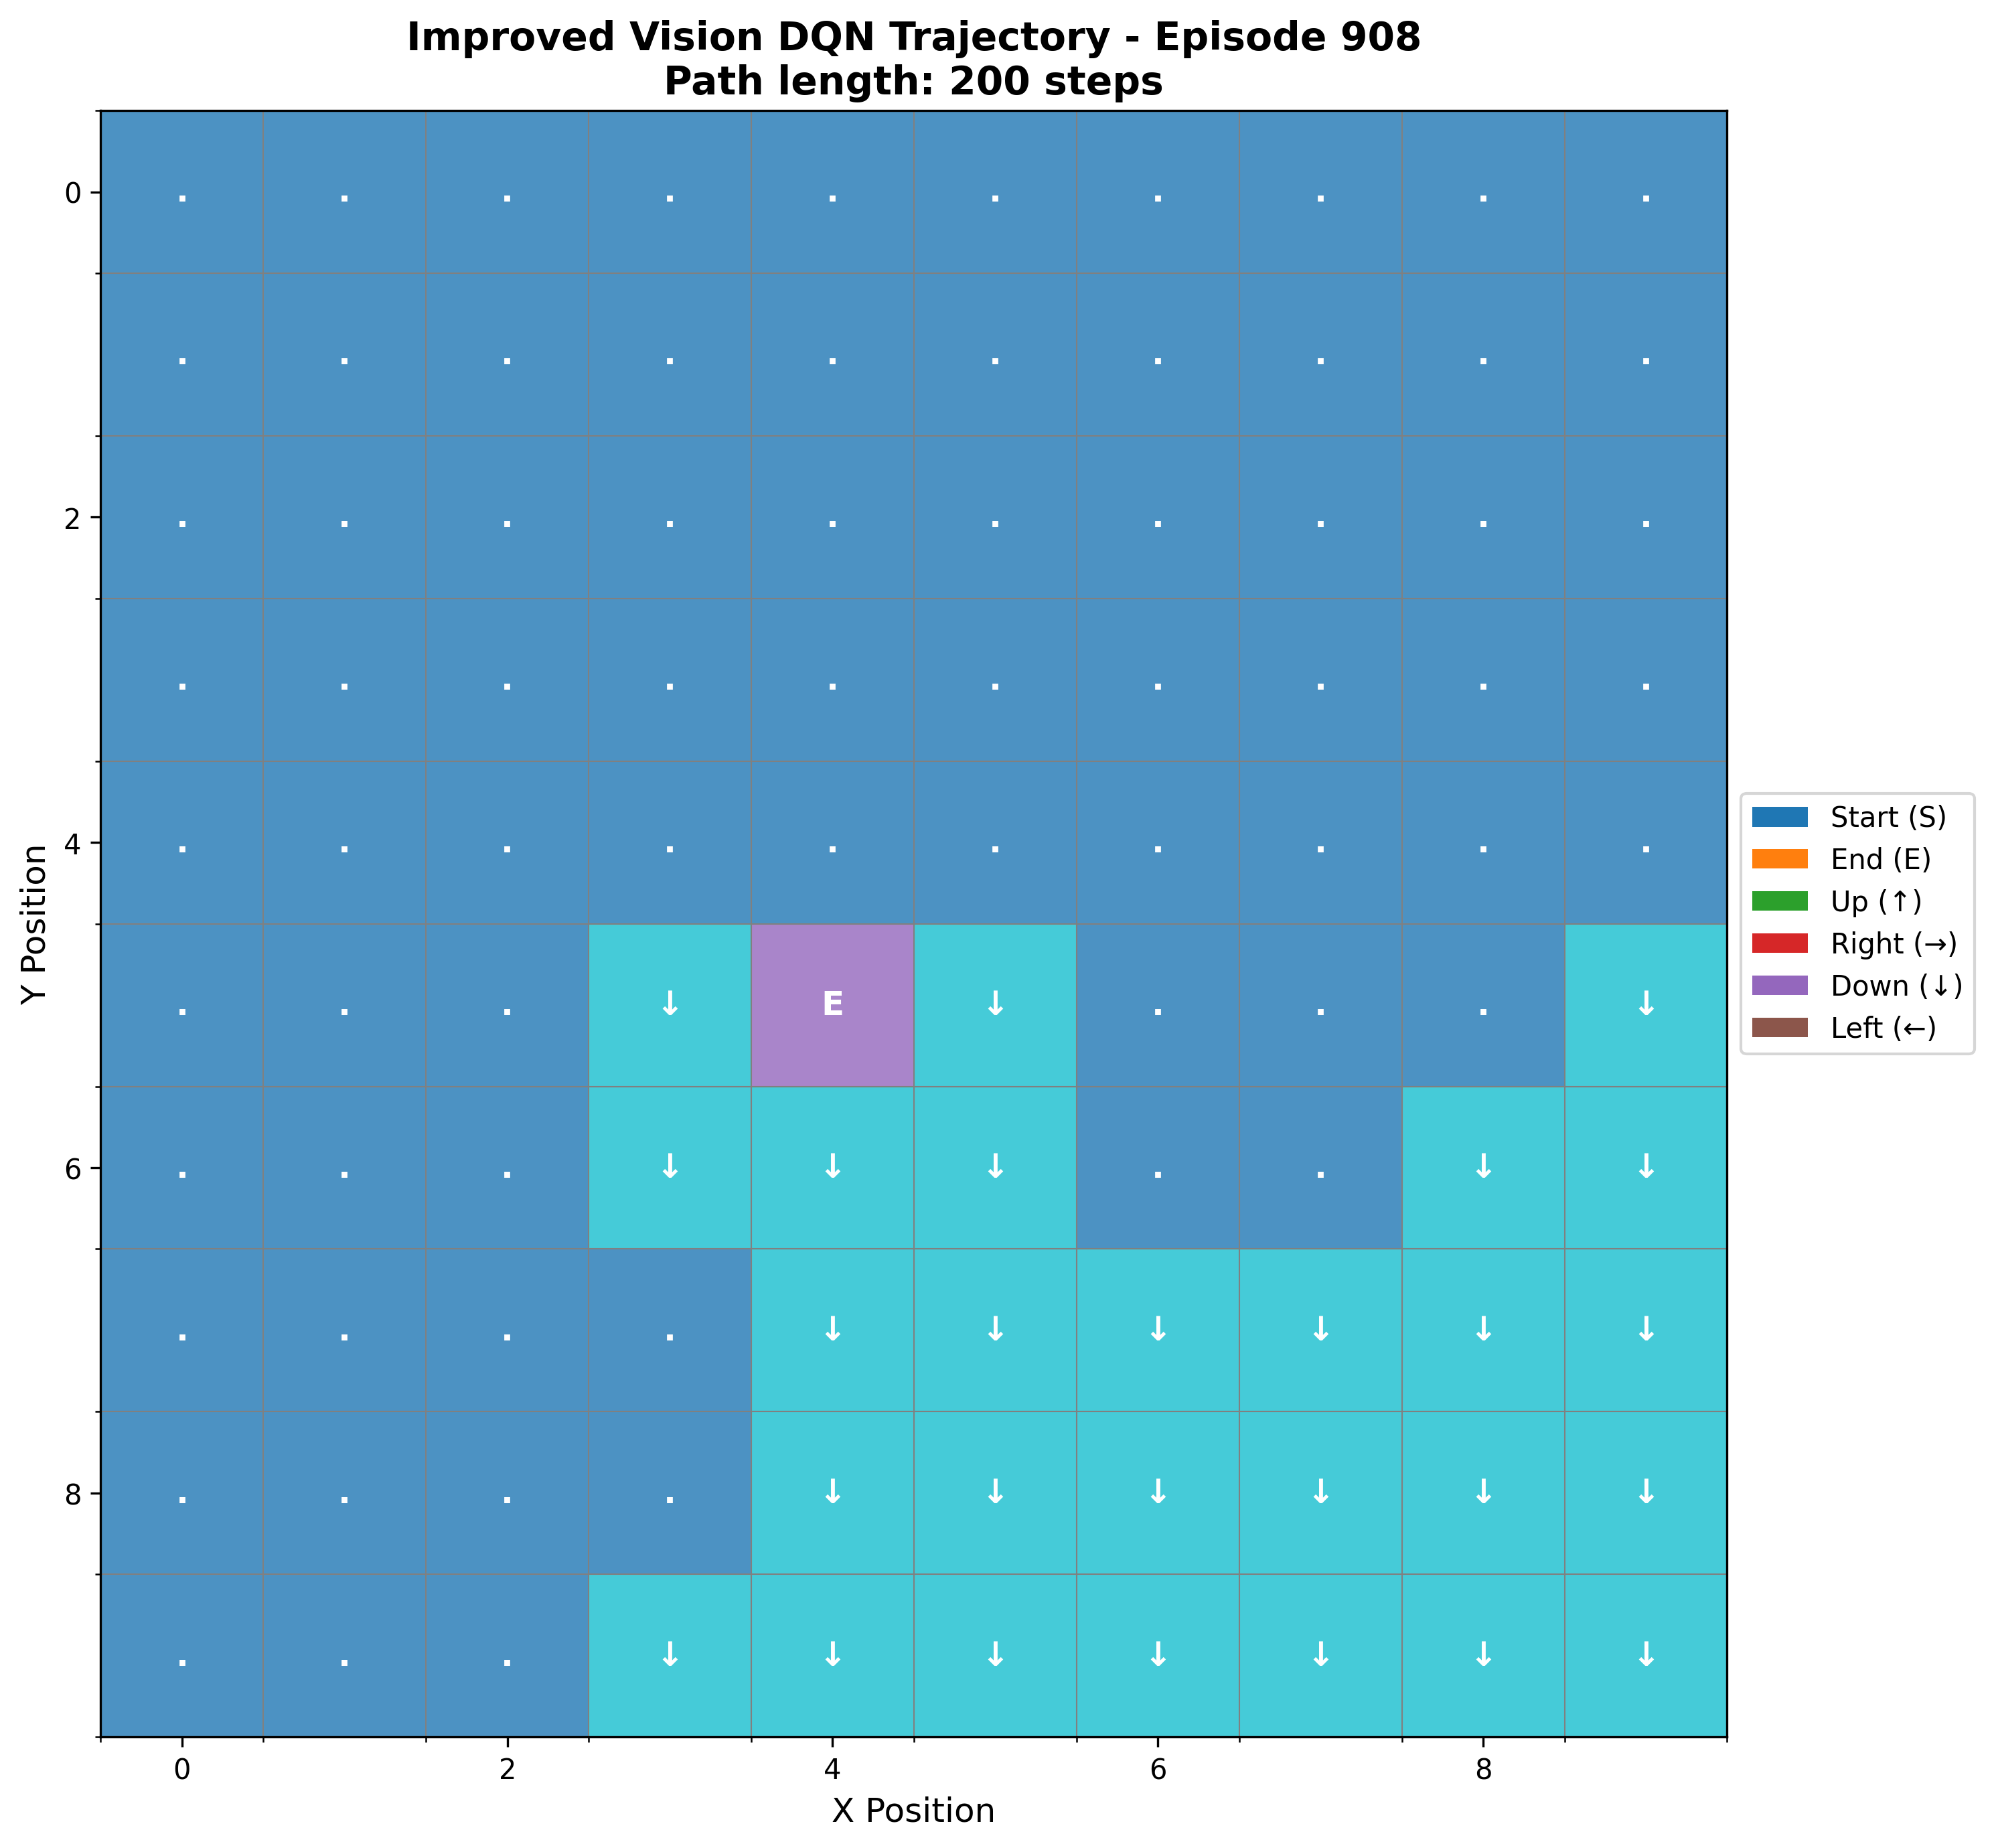 Improved Vision DQN Trajectory - Episode 908
Path length: 200 steps
0 . . . . . . . . . .
. . . . . . . . . .
2 . . . . . . . . . .
. . . . . . . . . .
4 . . . . . . . . . .
. . . ↓ E ↓ . . . ↓
6 . . . ↓ ↓ ↓ . . ↓ ↓
. . . . ↓ ↓ ↓ ↓ ↓ ↓
8 . . . . ↓ ↓ ↓ ↓ ↓ ↓
. . . ↓ ↓ ↓ ↓ ↓ ↓ ↓
0 2 4 6 8
X Position
Y Position
Start (S)
End (E)
Up (↑)
Right (→)
Down (↓)
Left (←)